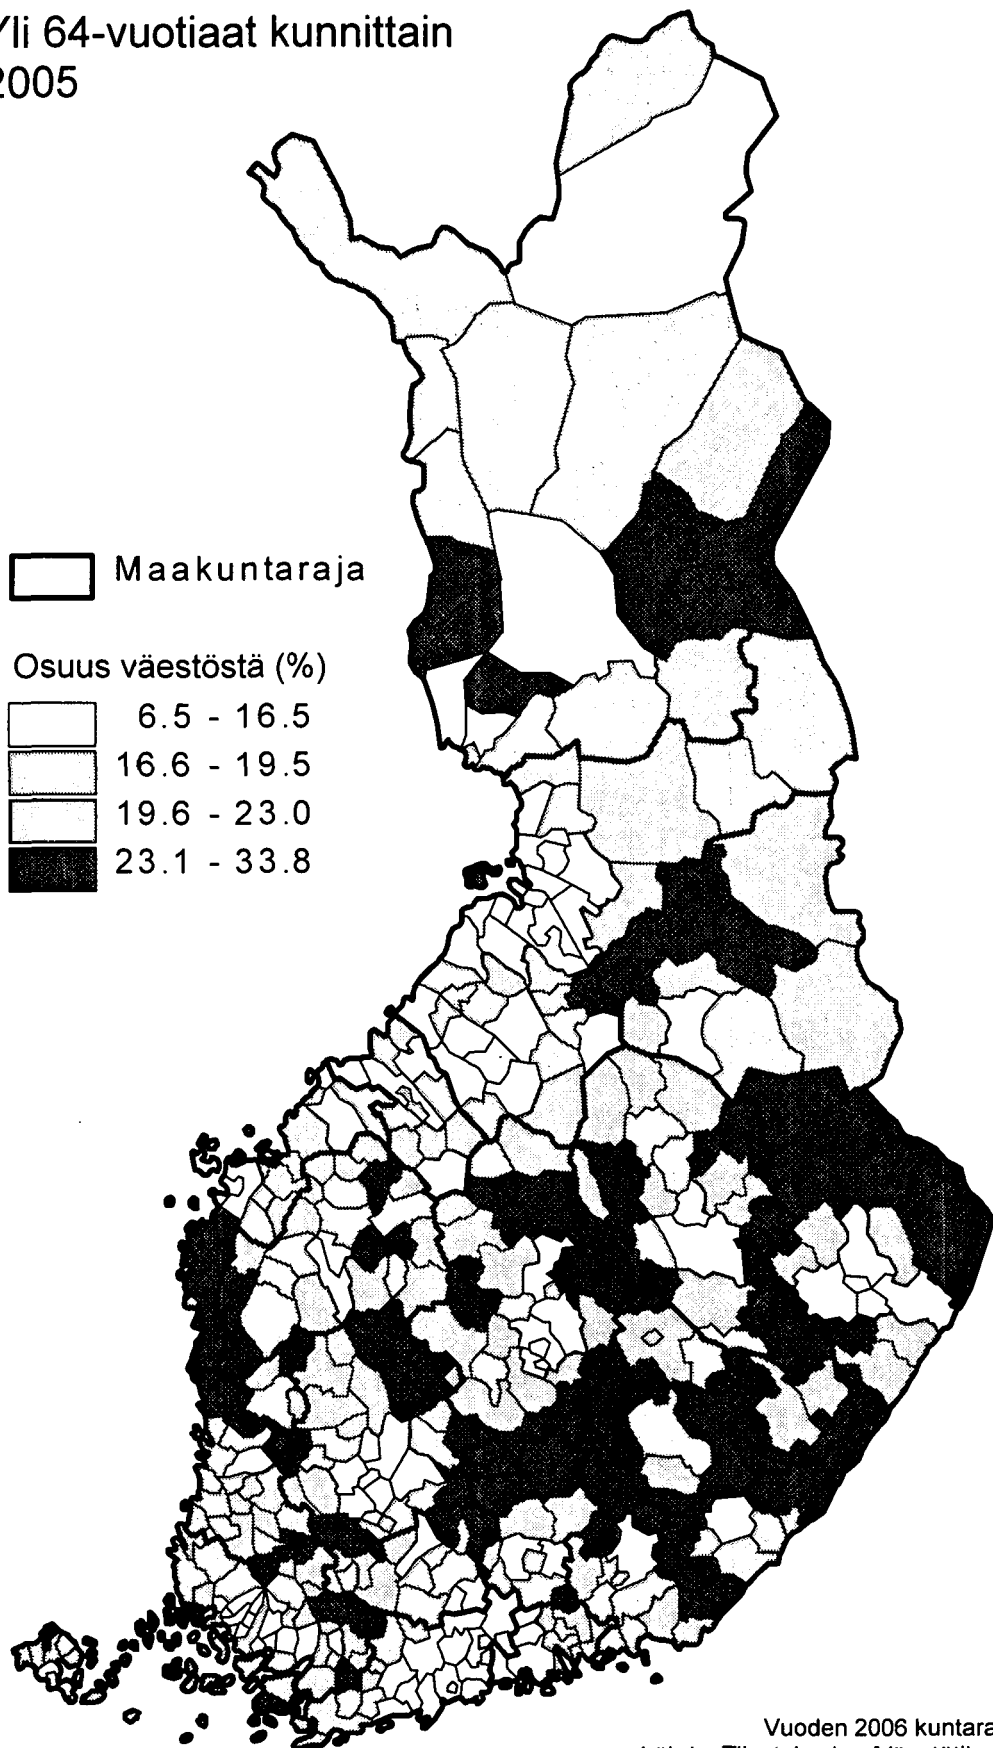 Yli 64-vuotiaat kunnittain
2005
Maakuntaraja
Osuus väestöstä (%)
6.5 - 16.5
16.6 - 19.5
19.6 - 23.0
23.1 - 33.8
Vuoden 2006 kuntara